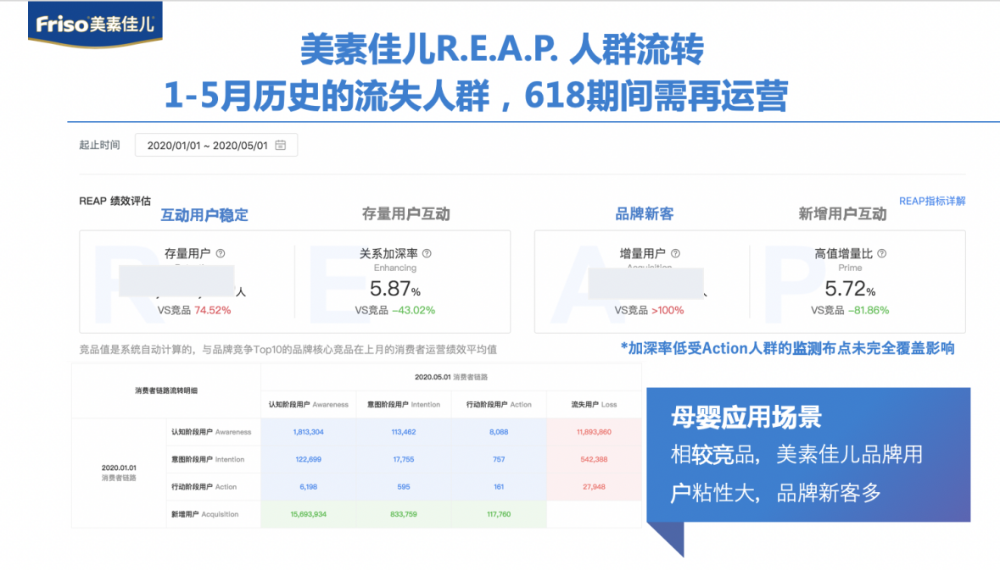 Friso美素佳儿
美素佳儿R.E.A.P. 人群流转
1-5月历史的流失人群，618期间需再运营
起止时间 2020/01/01 ~ 2020/05/01
REAP 绩效评估
REAP指标详解
互动用户稳定 存量用户互动 品牌新客 新增用户互动
R E A P
存量用户 关系加深率 增量用户 高值增量比
Enhancing Acquisition Prime
人 5.87% 5.72%
VS竞品 74.52% VS竞品 -43.02% VS竞品 >100% VS竞品 -81.86%
竞品值是系统自动计算的，与品牌竞争Top10的品牌核心竞品在上月的消费者运营绩效平均值
*加深率低受Action人群的监测布点未完全覆盖影响
消费者链路流转明细
2020.05.01 消费者链路
认知阶段用户 Awareness 意图阶段用户 Intention 行动阶段用户 Action 流失用户 Loss
2020.01.01
消费者链路
认知阶段用户 Awareness 1,813,304 113,462 8,088 11,893,860
意图阶段用户 Intention 122,699 17,755 757 542,388
行动阶段用户 Action 6,198 595 161 27,948
新增用户 Acquisition 15,693,934 833,759 117,760
母婴应用场景
相较竞品，美素佳儿品牌用
户粘性大，品牌新客多